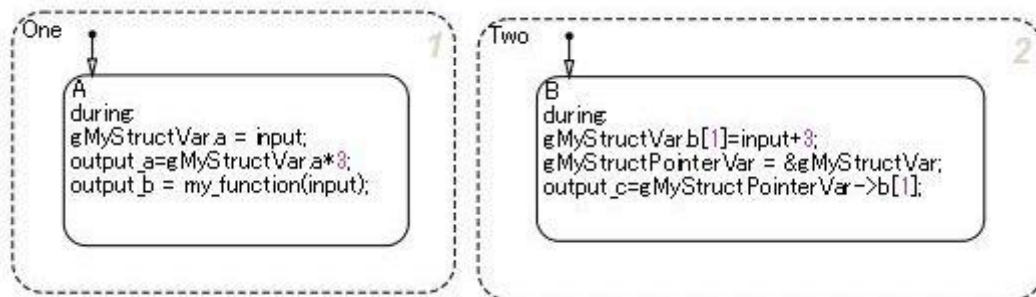 One
1
A
during:
gMyStructVar.a = input;
output_a=gMyStructVar.a*3;
output_b = my_function(input);
Two
2
B
during:
gMyStructVar.b[1]=input+3;
gMyStructPointerVar = &gMyStructVar;
output_c=gMyStructPointerVar->b[1];